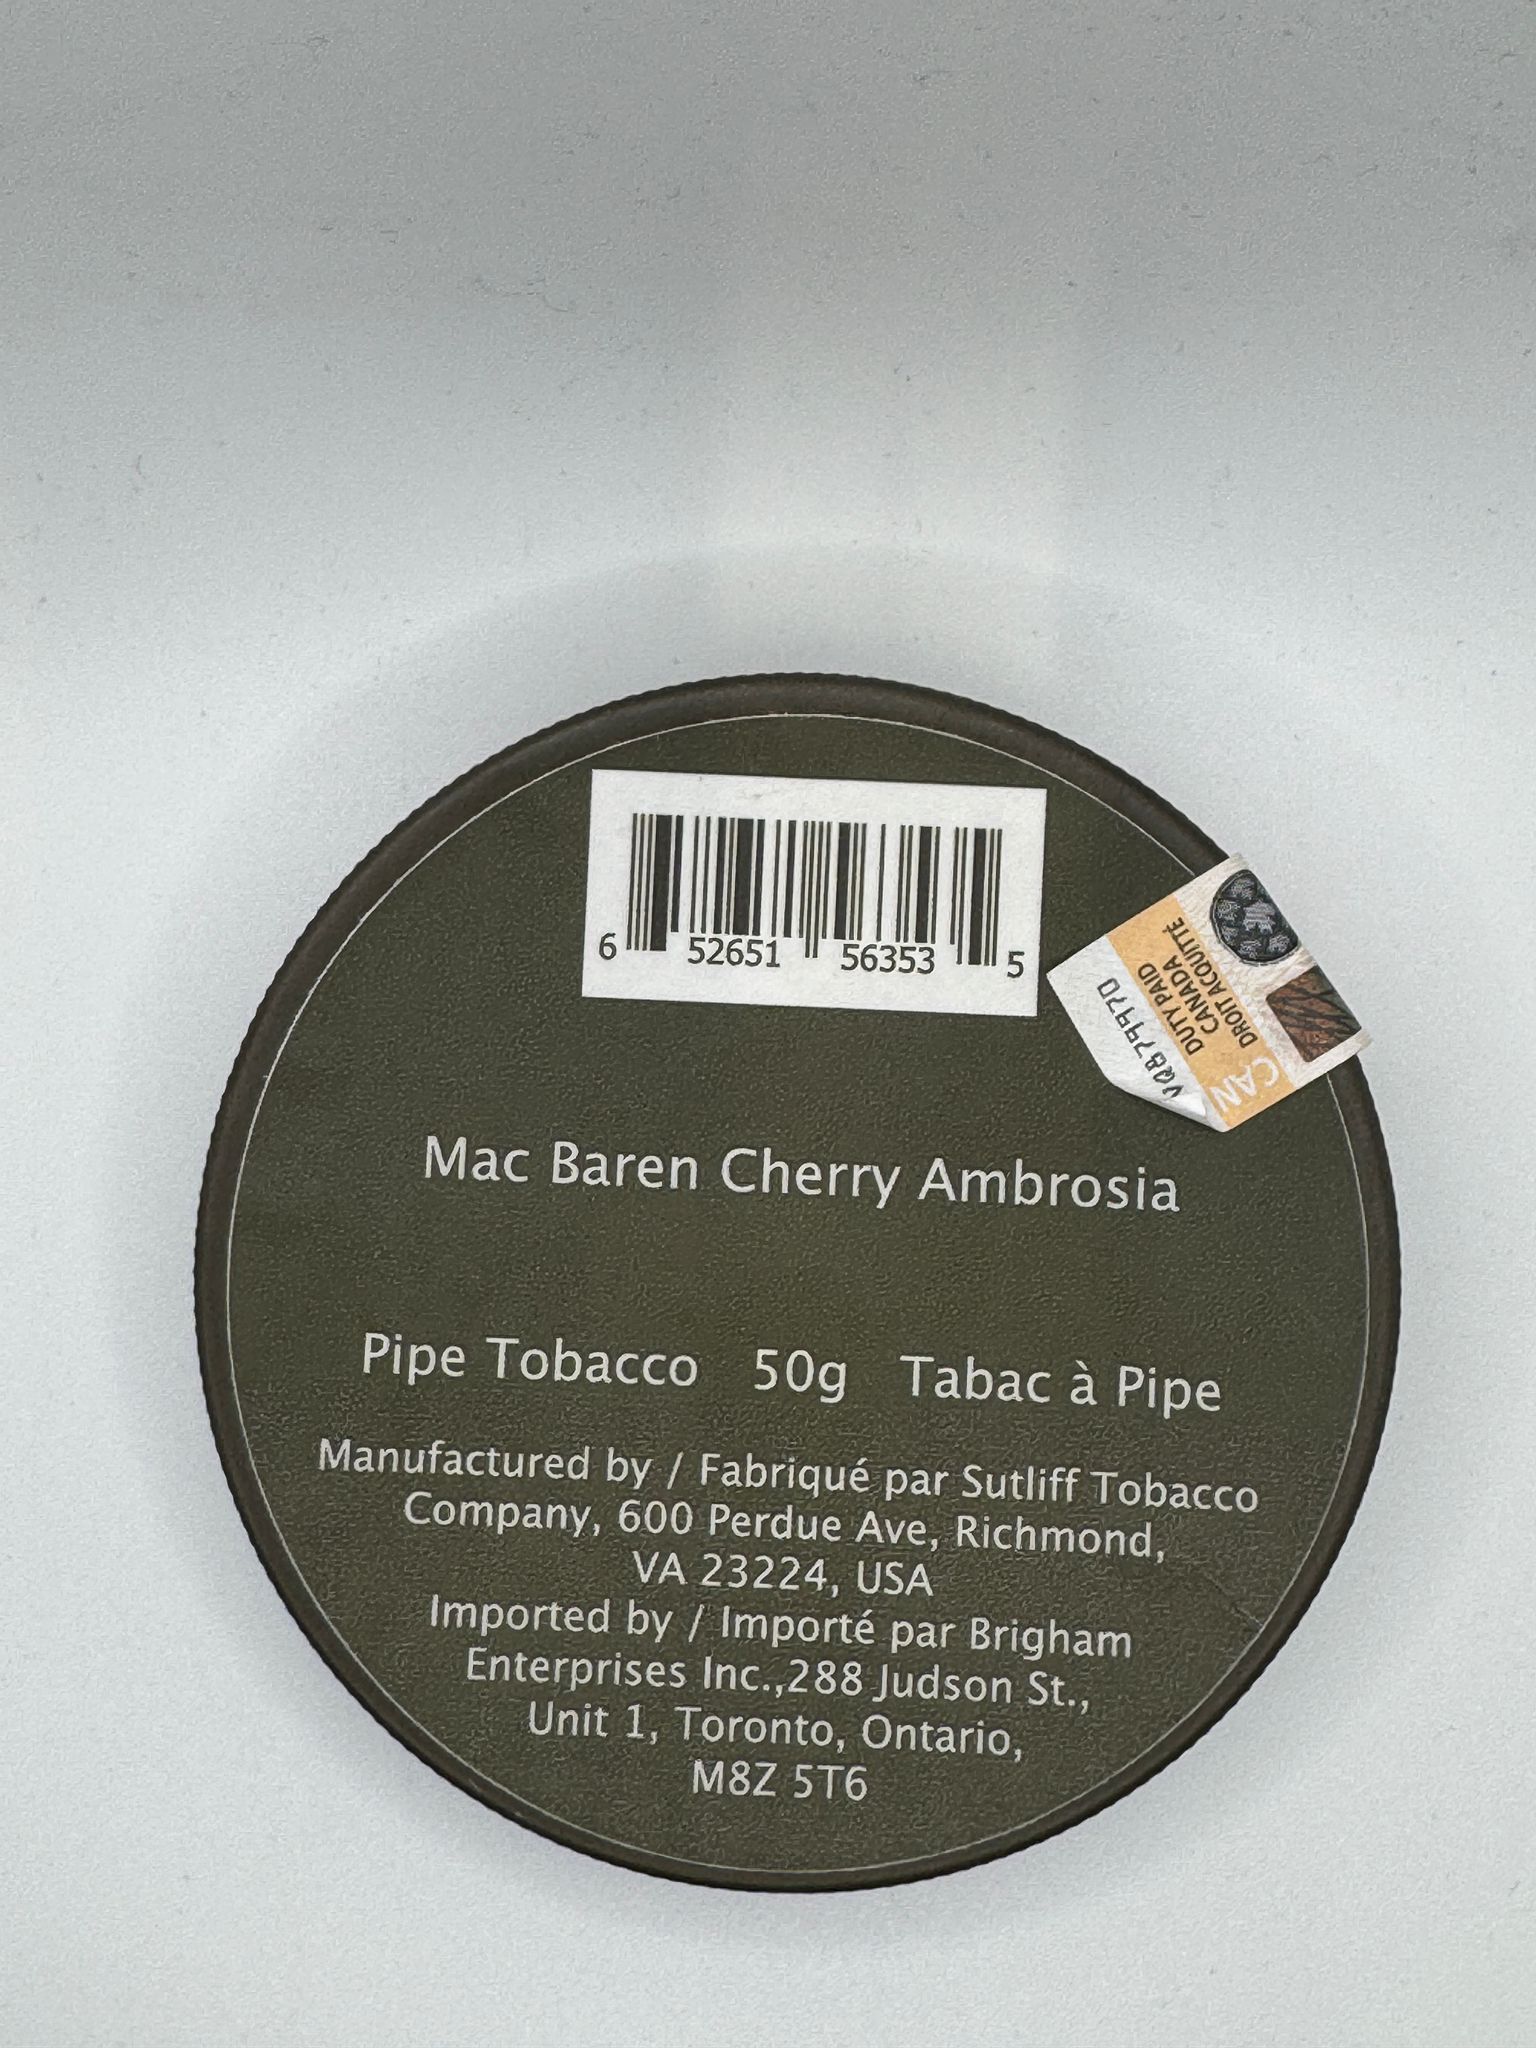 6 52651 56353 5
VQ879970
DUTY PAID
CANADA
DROIT ACQUITTÉ
CAN
Mac Baren Cherry Ambrosia
Pipe Tobacco 50g Tabac à Pipe
Manufactured by / Fabriqué par Sutliff Tobacco
Company, 600 Perdue Ave, Richmond,
VA 23224, USA
Imported by / Importé par Brigham
Enterprises Inc.,288 Judson St.,
Unit 1, Toronto, Ontario,
M8Z 5T6